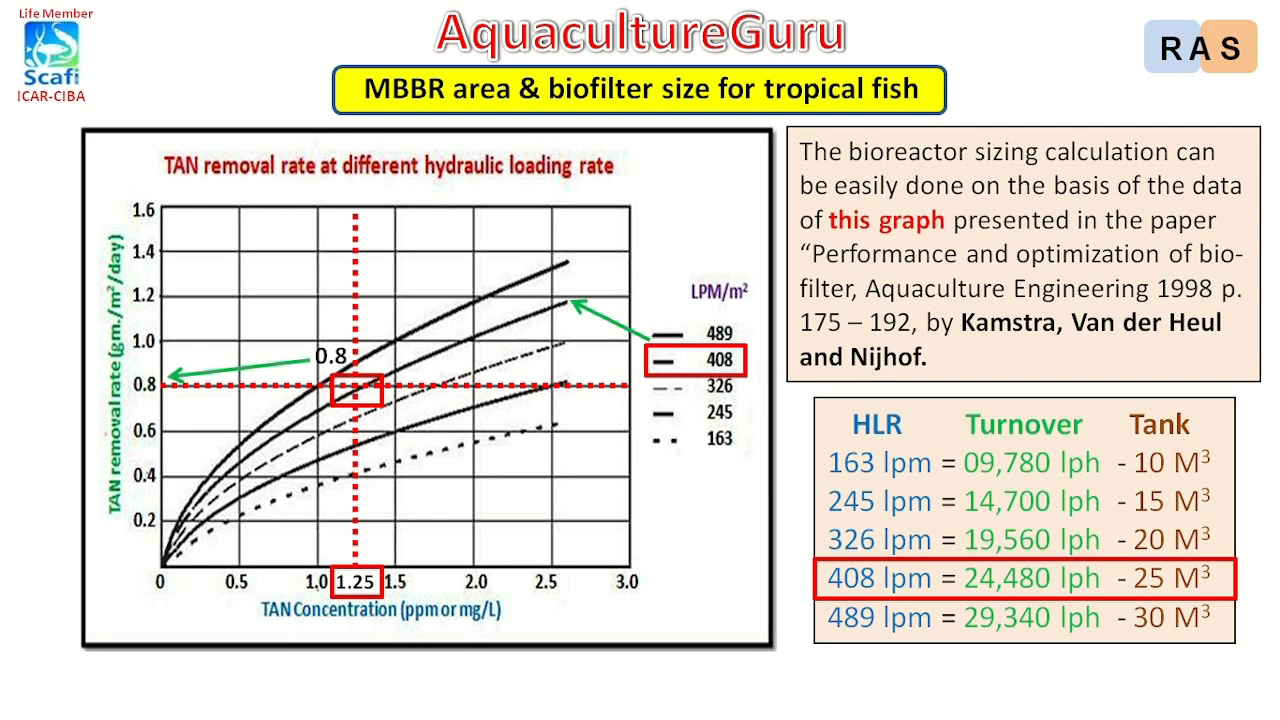 Life Member
Scafi
ICAR-CIBA
AquacultureGuru
R A S
MBBR area & biofilter size for tropical fish
TAN removal rate at different hydraulic loading rate
TAN removal rate (gm./m²/day)
1.6
1.4
1.2
1.0
0.8
0.6
0.4
0.2
0.8
0
0.5
1.0
1.25
1.5
2.0
2.5
3.0
TAN Concentration (ppm or mg/L)
LPM/m²
489
408
326
245
163
The bioreactor sizing calculation can
be easily done on the basis of the data
of this graph presented in the paper
“Performance and optimization of bio-
filter, Aquaculture Engineering 1998 p.
175 – 192, by Kamstra, Van der Heul
and Nijhof.
HLR Turnover Tank
163 lpm = 09,780 lph - 10 M³
245 lpm = 14,700 lph - 15 M³
326 lpm = 19,560 lph - 20 M³
408 lpm = 24,480 lph - 25 M³
489 lpm = 29,340 lph - 30 M³